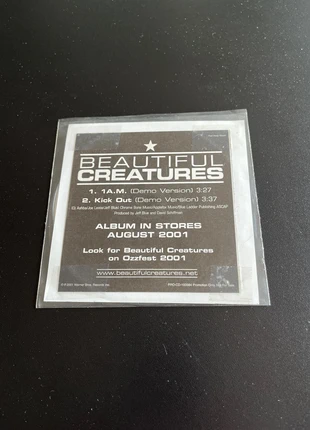 BEAUTIFUL
CREATURES
1. 1A.M. (Demo Version) 3:27
2. Kick Out (Demo Version) 3:37
Produced by Jeff Blue and David Schiffman
ALBUM IN STORES
AUGUST 2001
Look for Beautiful Creatures
on Ozzfest 2001
www.beautifulcreatures.net